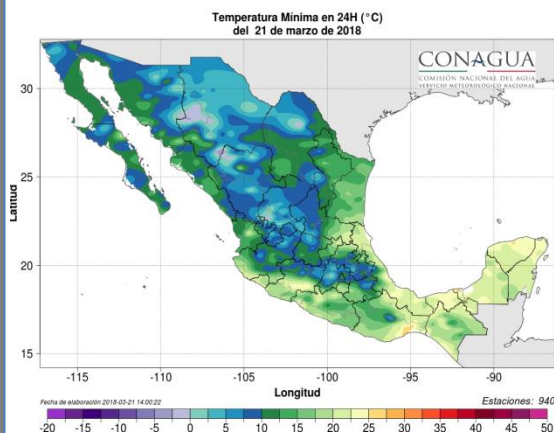 Temperatura Mínima en 24H (°C)
del 21 de marzo de 2018
CONAGUA
COMISIÓN NACIONAL DEL AGUA
SERVICIO METEOROLÓGICO NACIONAL
Latitud
30
25
20
15
-115 -110 -105 -100 -95 -90
Longitud
Fecha de elaboración 2018-03-21 14:00:22
Estaciones: 940
-20 -15 -10 -5 0 5 10 15 20 25 30 35 40 45 50